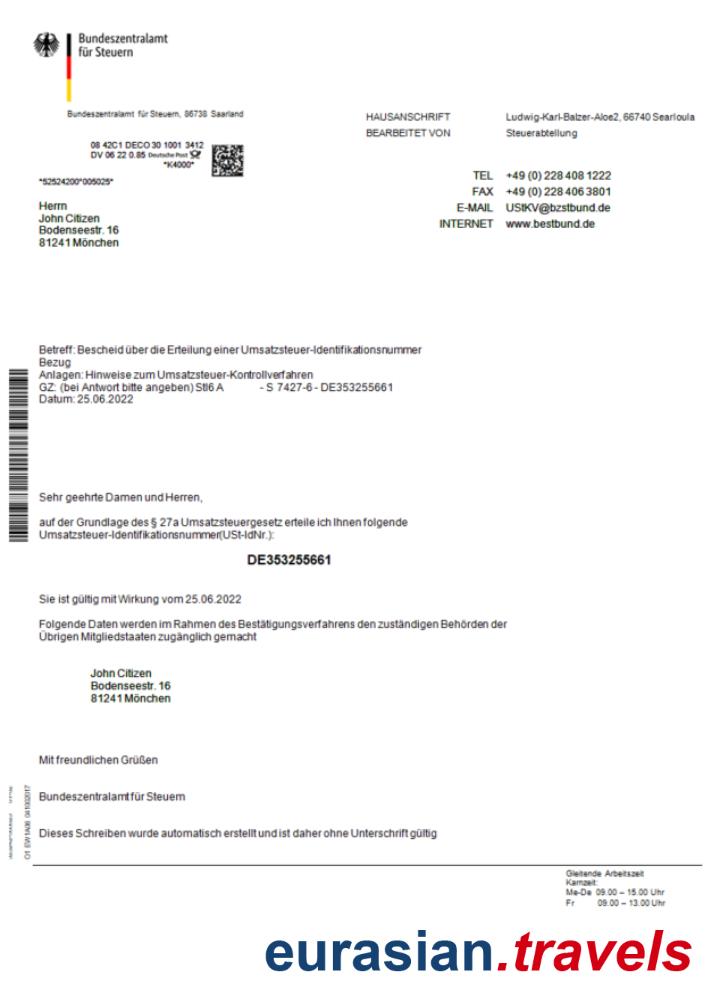 Bundeszentralamt
für Steuern
Bundeszentralamt für Steuern, 86738 Saarland
HAUSANSCHRIFT Ludwig-Karl-Balzer-Aloe2, 66740 Searloula
BEARBEITET VON Steuerabtellung
08 42C1 DECO 30 1001 3412
DV 06 22 0.85 Deutsche Post
*K4000*
*52524200*005025*
TEL +49 (0) 228 408 1222
FAX +49 (0) 228 406 3801
E-MAIL UStKV@bzstbund.de
INTERNET www.bestbund.de
Herrn
John Citizen
Bodenseestr. 16
81241 Mönchen
Betreff: Bescheid über die Erteilung einer Umsatzsteuer-Identifikationsnummer
Bezug
Anlagen: Hinweise zum Umsatzsteuer-Kontrollverfahren
GZ: (bei Antwort bitte angeben) StI6 A - S 7427-6 - DE353255661
Datum: 25.06.2022
Sehr geehrte Damen und Herren,
auf der Grundlage des § 27a Umsatzsteuergesetz erteile ich Ihnen folgende
Umsatzsteuer-Identifikationsnummer(USt-IdNr.):
DE353255661
Sie ist gültig mit Wirkung vom 25.06.2022
Folgende Daten werden im Rahmen des Bestätigungsverfahrens den zuständigen Behörden der
Übrigen Mitgliedstaaten zugänglich gemacht
John Citizen
Bodenseestr. 16
81241 Mönchen
Mit freundlichen Grüßen
Bundeszentralamt für Steuern
Dieses Schreiben wurde automatisch erstellt und ist daher ohne Unterschrift gültig
Gleitende Arbeitszeit
Karnzeit:
Me-De 09.00 – 15.00 Uhr
Fr 09.00 – 13.00 Uhr
eurasian.travels